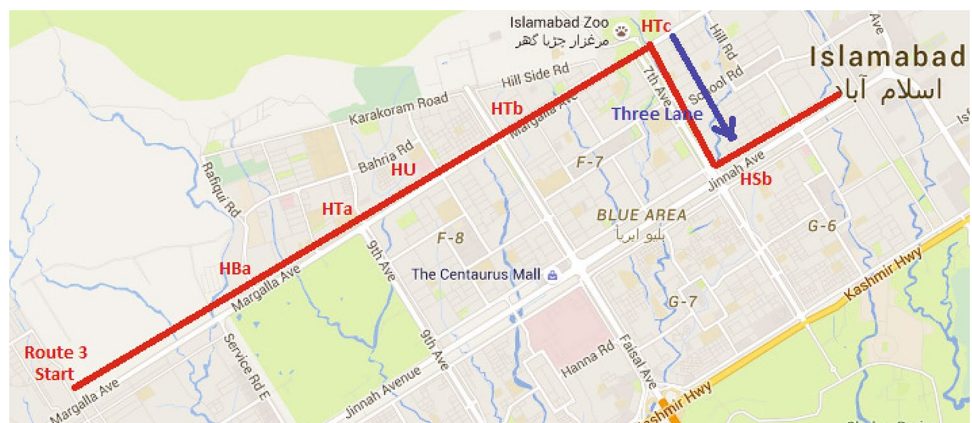 Islamabad Zoo
مرغزار چڑیا گھر
HTc
Hill Rd
Ave
Islamabad
اسلام آباد
Hill Side Rd
7th Ave
School Rd
Karakoram Road
HTb
Margalla Ave
Three Lane
Bahria Rd
F-7
Jinnah Ave
HU
HSb
Rafiqui Rd
HTa
BLUE AREA
بلیو ایریا
G-6
F-8
9th Ave
HBa
The Centaurus Mall
Kashmir Hwy
Margalla Ave
G-7
Route 3
Start
Service Rd E
9th Ave
Hanna Rd
Faisal Ave
Margalla Ave
Jinnah Avenue
Kashmir Hwy